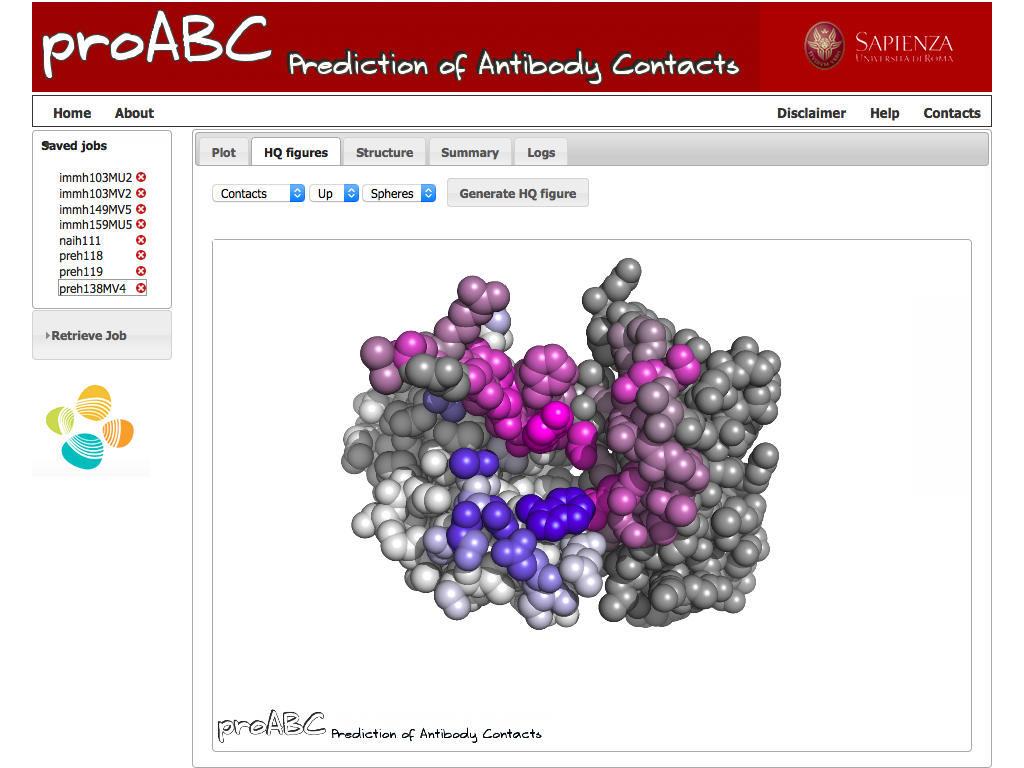 proABC Prediction of Antibody Contacts
SAPIENZA
UNIVERSITÀ DI ROMA
Home About Disclaimer Help Contacts
Saved jobs
immh103MU2
immh103MV2
immh149MV5
immh159MU5
naih111
preh118
preh119
preh138MV4
Retrieve Job
Plot HQ figures Structure Summary Logs
Contacts Up Spheres Generate HQ figure
proABC Prediction of Antibody Contacts